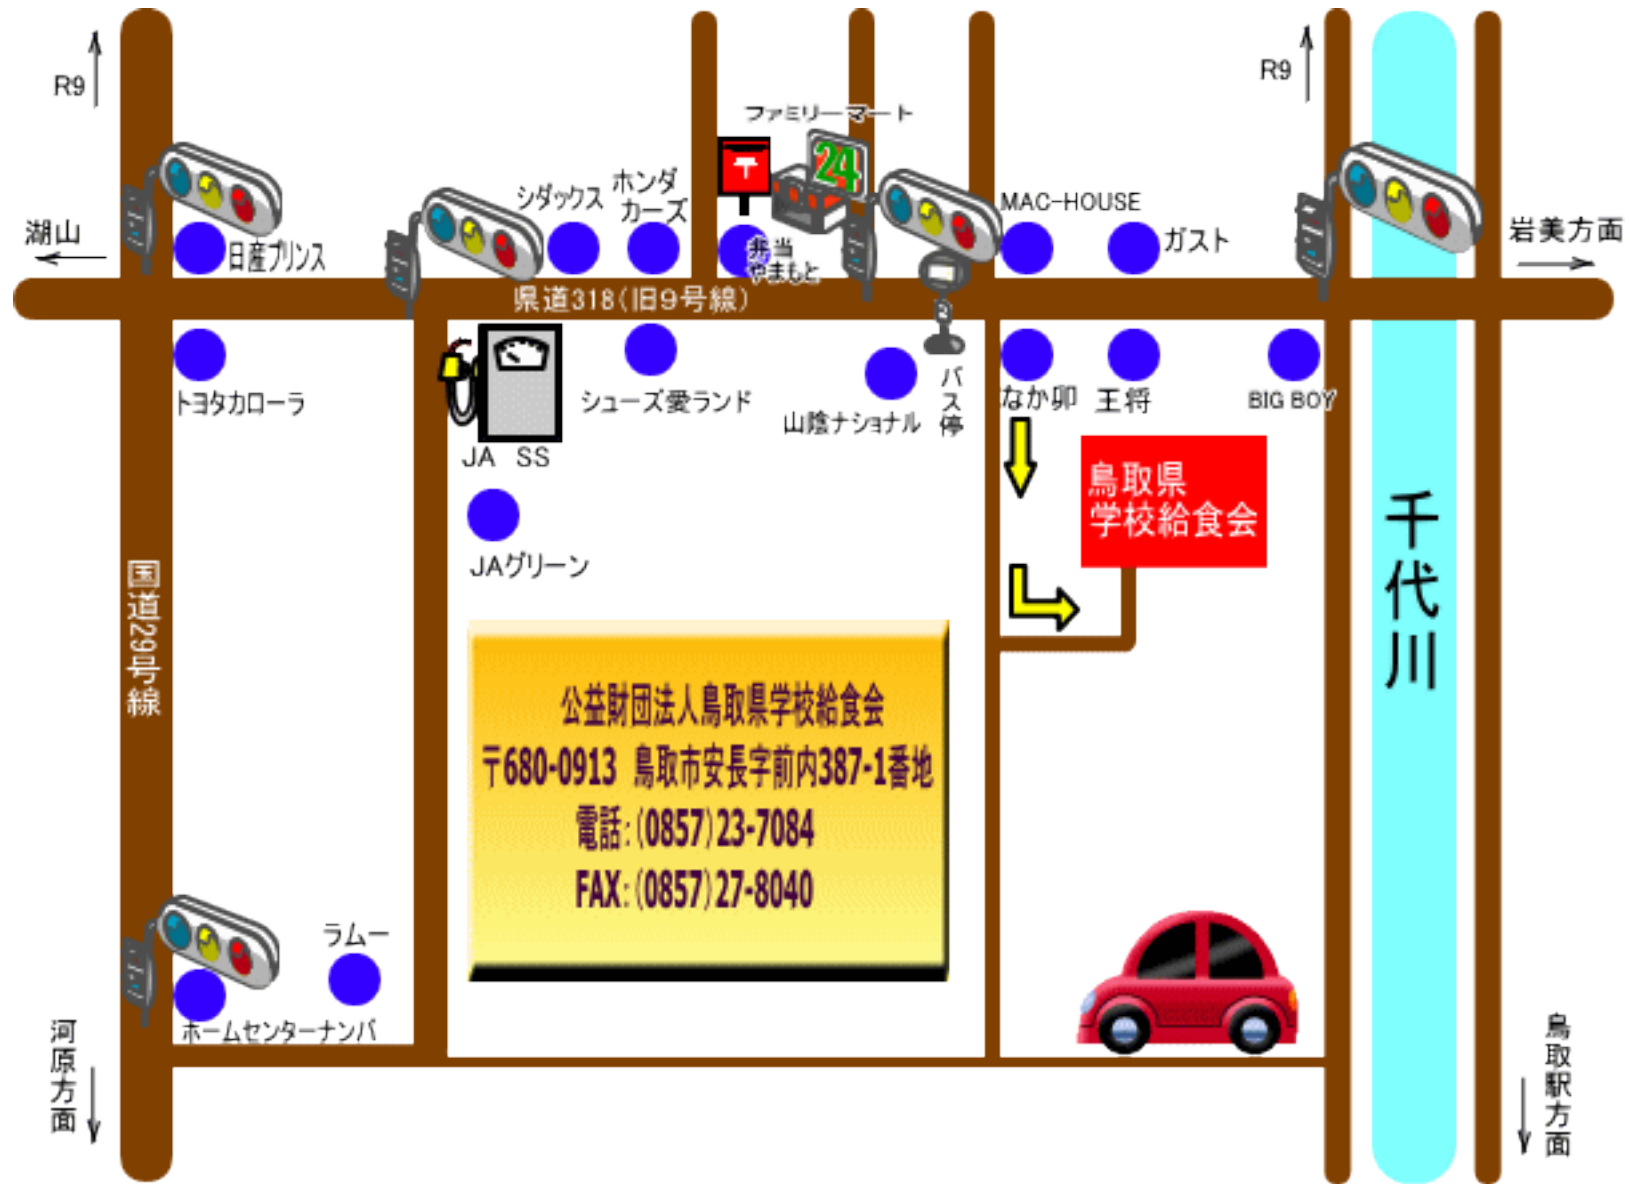 R9
R9
ファミリーマート
24
〒
シダックス
ホンダ
カーズ
MAC-HOUSE
ガスト
湖山
日産プリンス
弁当
やまもと
岩美方面
県道318(旧9号線)
2
トヨタカローラ
シューズ愛ランド
山陰ナショナル
バス停
なか卯
王将
BIG BOY
JA SS
鳥取県
学校給食会
JAグリーン
千代川
国道29号線
公益財団法人鳥取県学校給食会
〒680-0913 鳥取市安長字前内387-1番地
電話:(0857)23-7084
FAX:(0857)27-8040
ラムー
ホームセンターナンバ
河原方面
鳥取駅方面